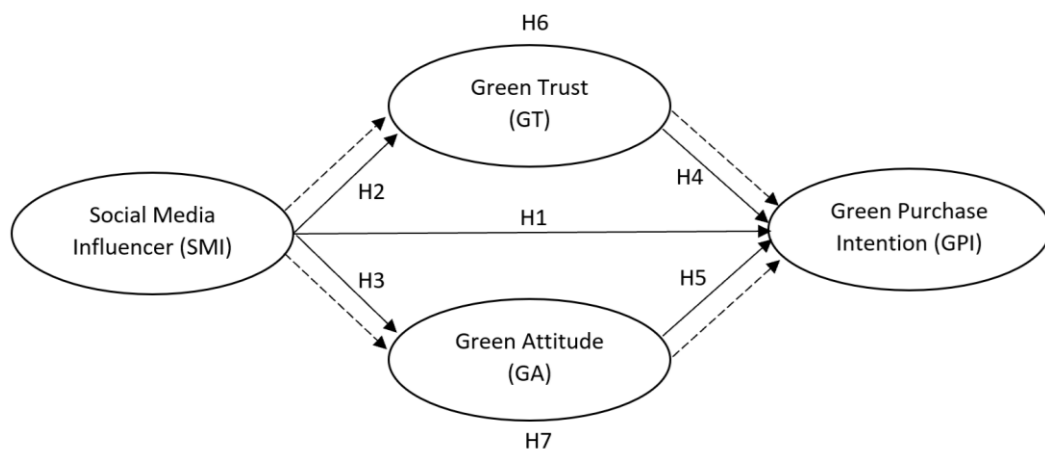 H6
Green Trust
(GT)
H2
H4
Social Media
Influencer (SMI)
H1
Green Purchase
Intention (GPI)
H3
H5
Green Attitude
(GA)
H7